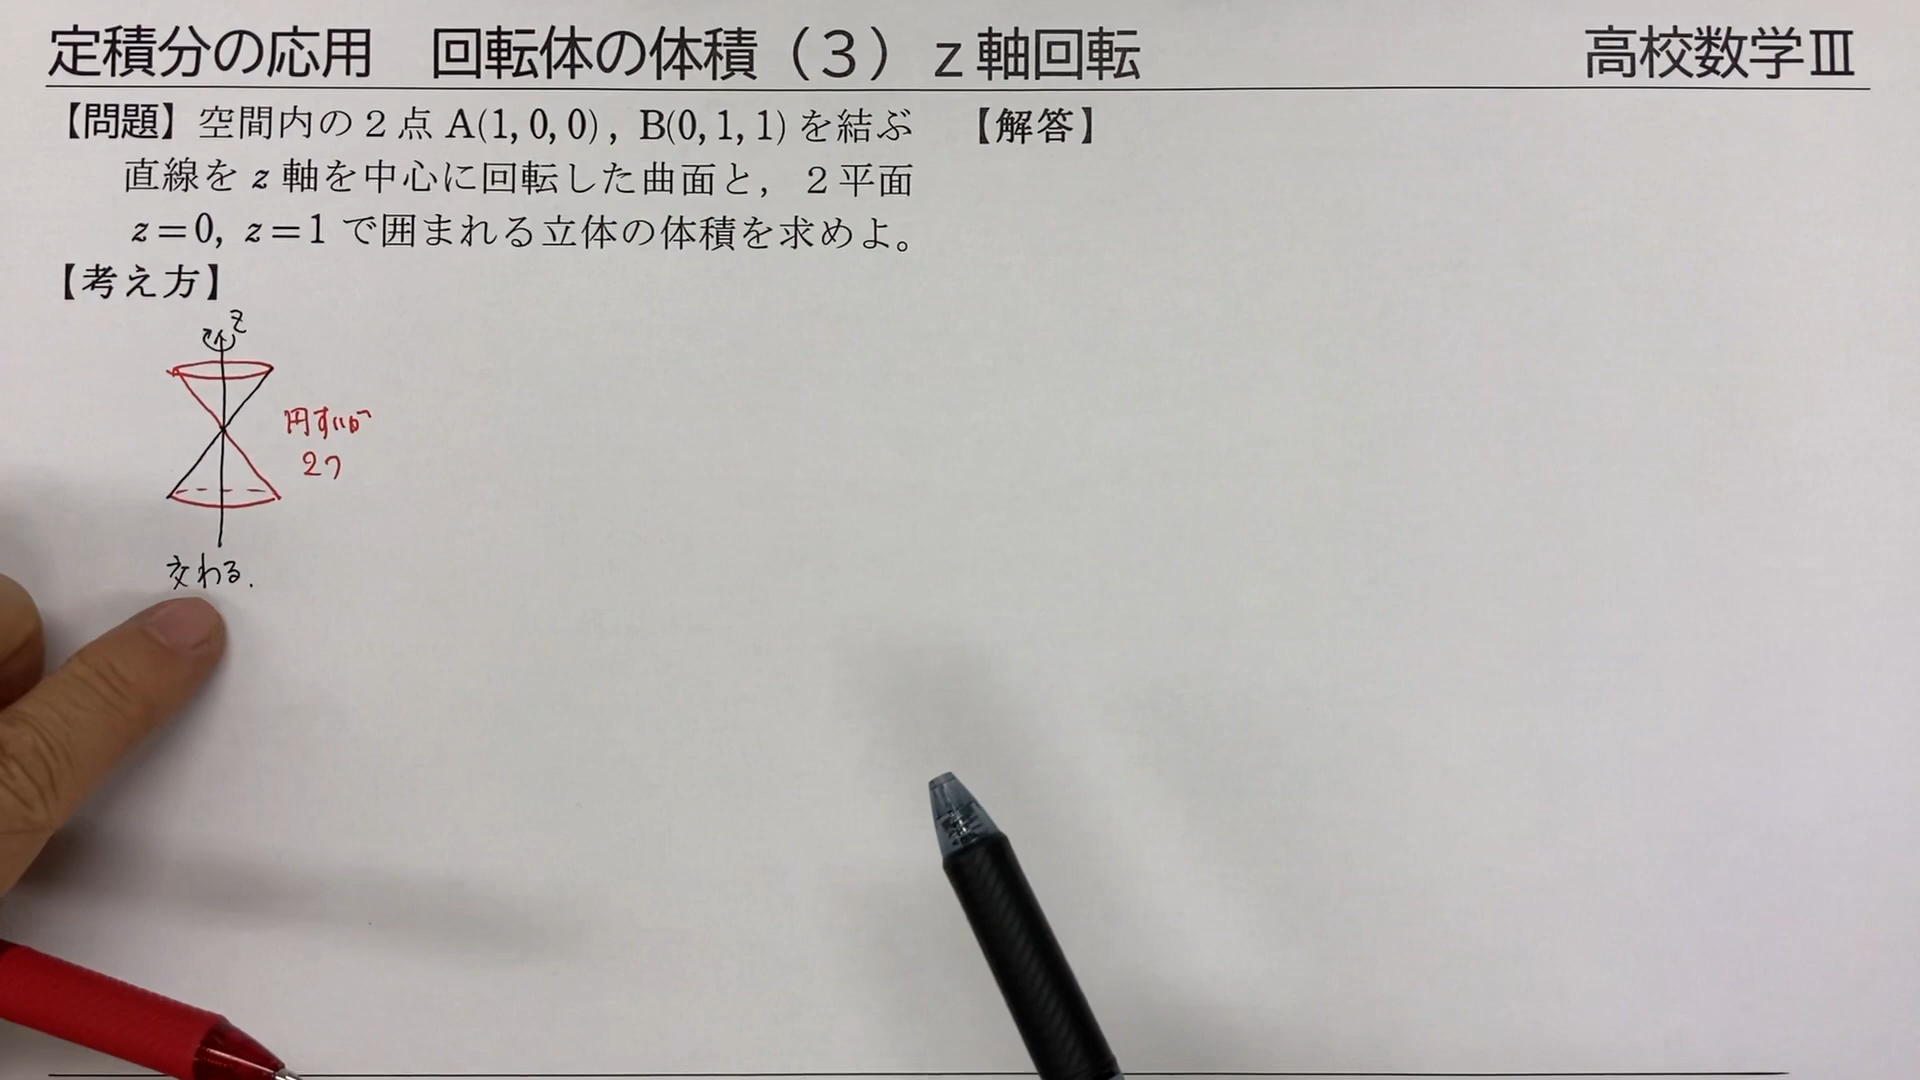 定積分の応用　回転体の体積（３）ｚ軸回転　高校数学Ⅲ
【問題】空間内の２点 A(1, 0, 0) , B(0, 1, 1) を結ぶ
直線を z 軸を中心に回転した曲面と，２平面
z=0, z=1 で囲まれる立体の体積を求めよ。
【考え方】
z
円すいが
2つ
交わる.
【解答】